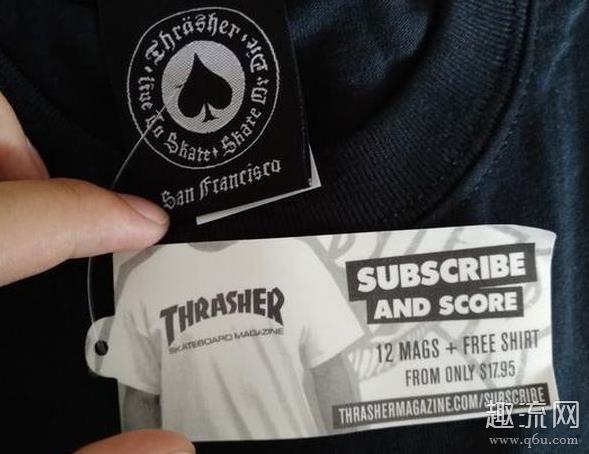 Thräsher
Live To Skate • Skate Or Die
San Francisco
THRASHER
SKATEBOARD MAGAZINE
SUBSCRIBE
AND SCORE
12 MAGS + FREE SHIRT
FROM ONLY $17.95
THRASHERMAGAZINE.COM/SUBSCRIBE
趣流网
www.q6u.com